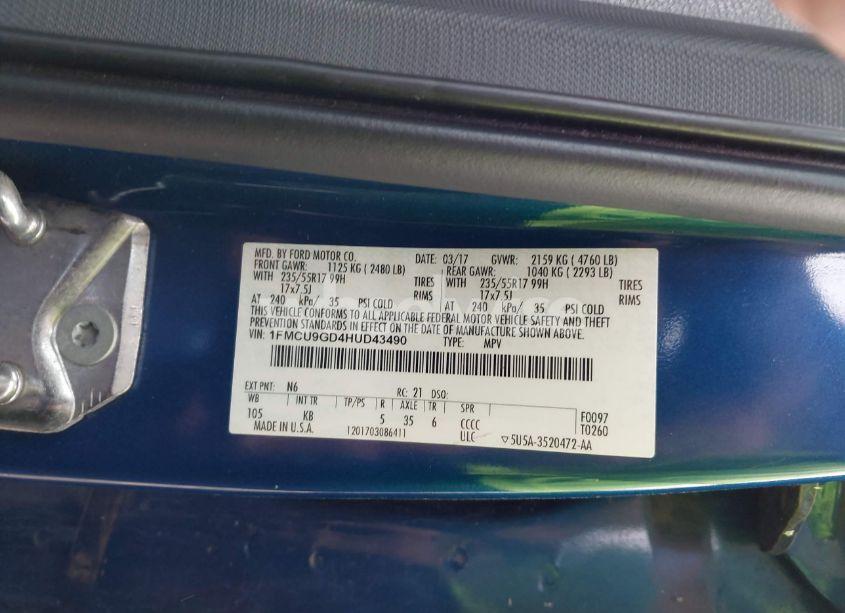 MFD. BY FORD MOTOR CO. DATE: 03/17 GVWR: 2159 KG ( 4760 LB)
FRONT GAWR: 1125 KG ( 2480 LB) REAR GAWR: 1040 KG ( 2293 LB)
WITH 235/55R17 99H TIRES WITH 235/55R17 99H TIRES
17x7.5J RIMS 17x7.5J RIMS
AT 240 kPa/ 35 PSI COLD AT 240 kPa/ 35 PSI COLD
THIS VEHICLE CONFORMS TO ALL APPLICABLE FEDERAL MOTOR VEHICLE SAFETY AND THEFT
PREVENTION STANDARDS IN EFFECT ON THE DATE OF MANUFACTURE SHOWN ABOVE.
VIN: 1FMCU9GD4HUD43490 TYPE: MPV
EXT PNT: N6 RC: 21 DSO:
WB INT TR TP/PS R AXLE TR SPR
105 KB 5 35 6 CCCC F0097
MADE IN U.S.A. 1201703086411 ULC T0260
▽5U5A-3520472-AA